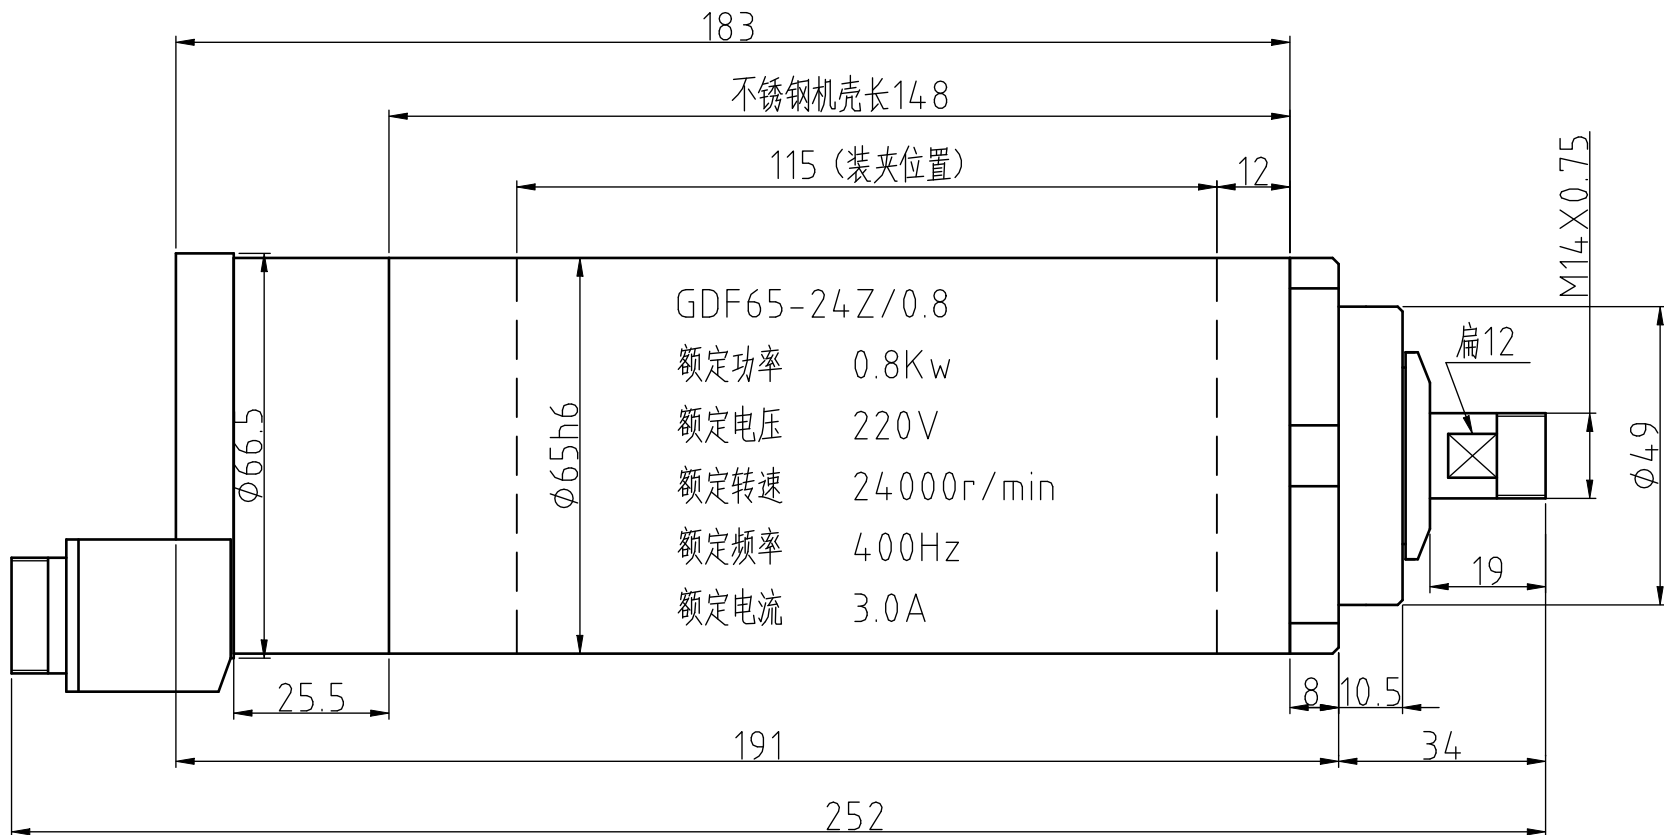 183
不锈钢机壳长148
115（装夹位置）
12
M14X0.75
GDF65-24Z/0.8
额定功率 0.8Kw
扁12
额定电压 220V
额定转速 24000r/min
额定频率 400Hz
额定电流 3.0A
ϕ66.5
ϕ65h6
ϕ49
19
25.5
8
10.5
191
34
252